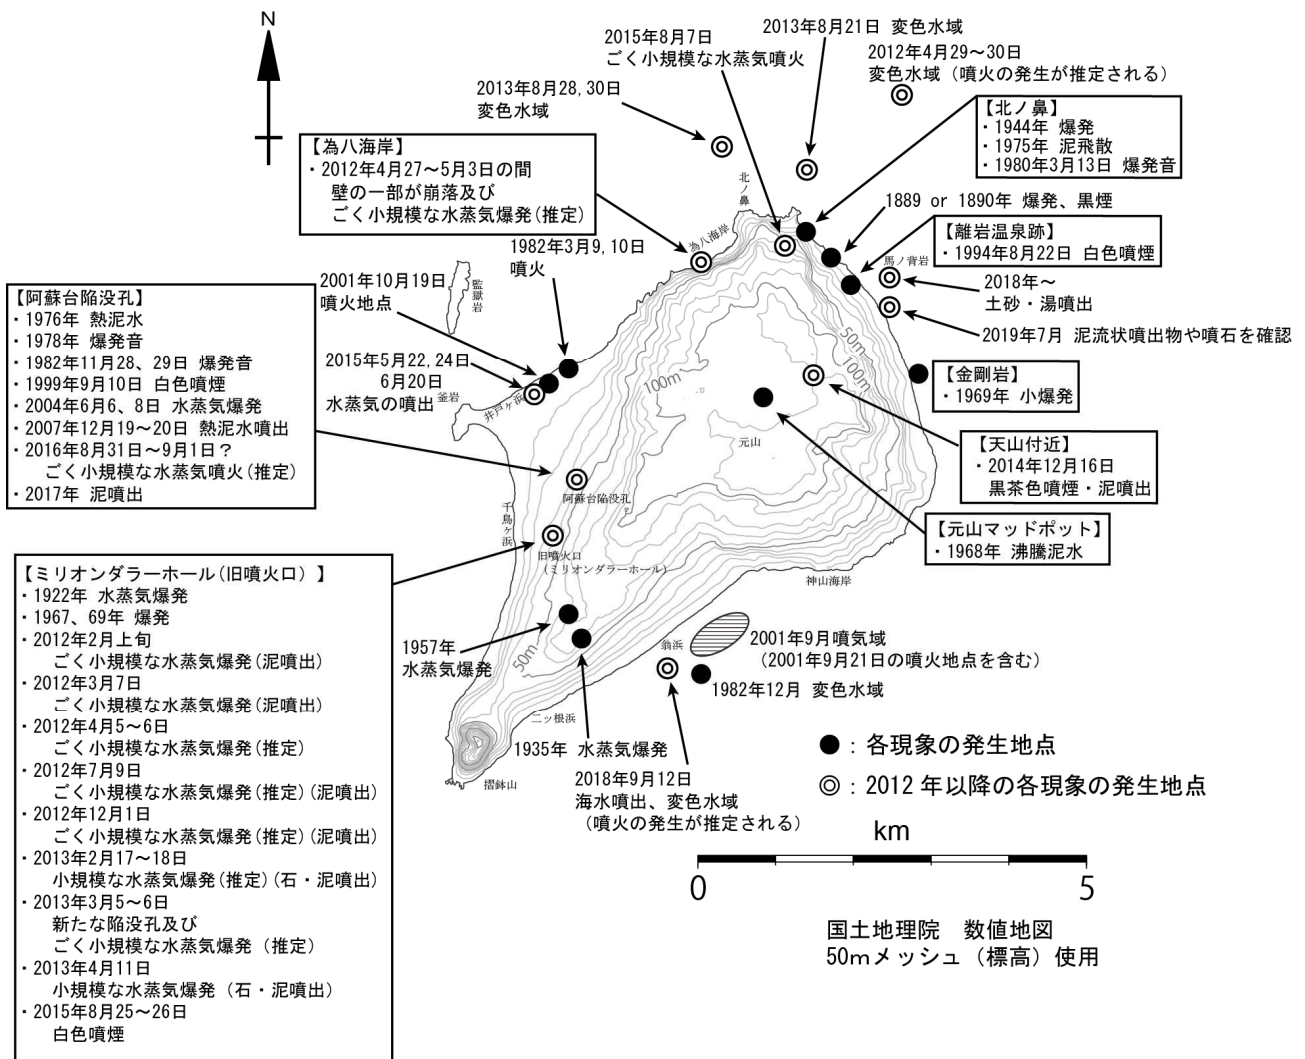 N
2013年8月21日 変色水域
2015年8月7日
ごく小規模な水蒸気噴火
2012年4月29～30日
変色水域（噴火の発生が推定される）
2013年8月28,30日
変色水域
【北ノ鼻】
・1944年 爆発
・1975年 泥飛散
・1980年3月13日 爆発音
【為八海岸】
・2012年4月27～5月3日の間
壁の一部が崩落及び
ごく小規模な水蒸気爆発(推定)
北ノ鼻
為八海岸
1889 or 1890年 爆発、黒煙
【離岩温泉跡】
・1994年8月22日 白色噴煙
馬ノ背岩
2018年～
土砂・湯噴出
2019年7月 泥流状噴出物や噴石を確認
1982年3月9,10日
噴火
2001年10月19日
噴火地点
監獄岩
2015年5月22,24日
6月20日
水蒸気の噴出
釜岩
井戸ヶ浜
【阿蘇台陥没孔】
・1976年 熱泥水
・1978年 爆発音
・1982年11月28、29日 爆発音
・1999年9月10日 白色噴煙
・2004年6月6、8日 水蒸気爆発
・2007年12月19～20日 熱泥水噴出
・2016年8月31日～9月1日？
ごく小規模な水蒸気噴火(推定)
・2017年 泥噴出
50m
100m
100m
【金剛岩】
・1969年 小爆発
元山
【天山付近】
・2014年12月16日
黒茶色噴煙・泥噴出
【元山マッドポット】
・1968年 沸騰泥水
阿蘇台陥没孔
千鳥ヶ浜
旧噴火口
（ミリオンダラーホール）
神山海岸
【ミリオンダラーホール(旧噴火口）】
・1922年 水蒸気爆発
・1967、69年 爆発
・2012年2月上旬
ごく小規模な水蒸気爆発(泥噴出)
・2012年3月7日
ごく小規模な水蒸気爆発(泥噴出)
・2012年4月5～6日
ごく小規模な水蒸気爆発(推定)
・2012年7月9日
ごく小規模な水蒸気爆発(推定)(泥噴出)
・2012年12月1日
ごく小規模な水蒸気爆発(推定)(泥噴出)
・2013年2月17～18日
小規模な水蒸気爆発(推定)(石・泥噴出)
・2013年3月5～6日
新たな陥没孔及び
ごく小規模な水蒸気爆発（推定）
・2013年4月11日
小規模な水蒸気爆発（石・泥噴出）
・2015年8月25～26日
白色噴煙
1957年
水蒸気爆発
50m
翁浜
2001年9月噴気域
（2001年9月21日の噴火地点を含む）
1982年12月 変色水域
二ッ根浜
1935年 水蒸気爆発
摺鉢山
2018年9月12日
海水噴出、変色水域
（噴火の発生が推定される）
●：各現象の発生地点
◎：2012年以降の各現象の発生地点
km
0 5
国土地理院 数値地図
50mメッシュ（標高）使用